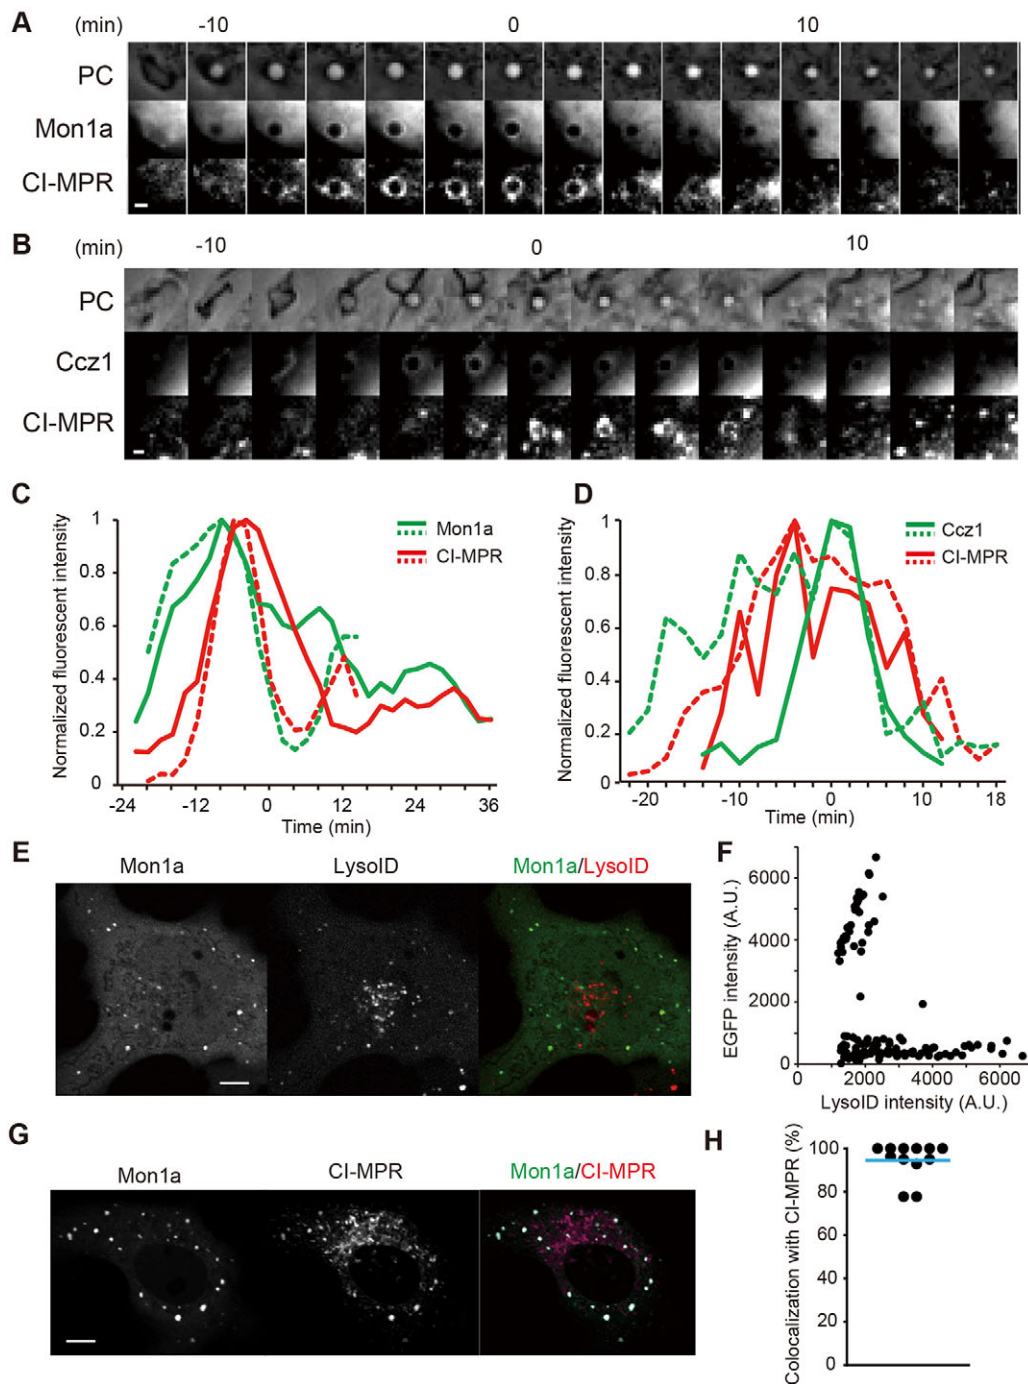 A (min) -10 0 10
PC
Mon1a
CI-MPR
B (min) -10 0 10
PC
Ccz1
CI-MPR
C
Normalized fluorescent intensity
1
0.8
0.6
0.4
0.2
0
-24 -12 0 12 24 36
Time (min)
Mon1a
CI-MPR
D
Normalized fluorescent intensity
1
0.8
0.6
0.4
0.2
0
-20 -10 0 10 18
Time (min)
Ccz1
CI-MPR
E
Mon1a LysoID Mon1a/LysoID
F
EGFP intensity (A.U.)
6000
4000
2000
0
0 2000 4000 6000
LysoID intensity (A.U.)
G
Mon1a CI-MPR Mon1a/CI-MPR
H
Colocalization with CI-MPR (%)
100
80
60
40
20
0